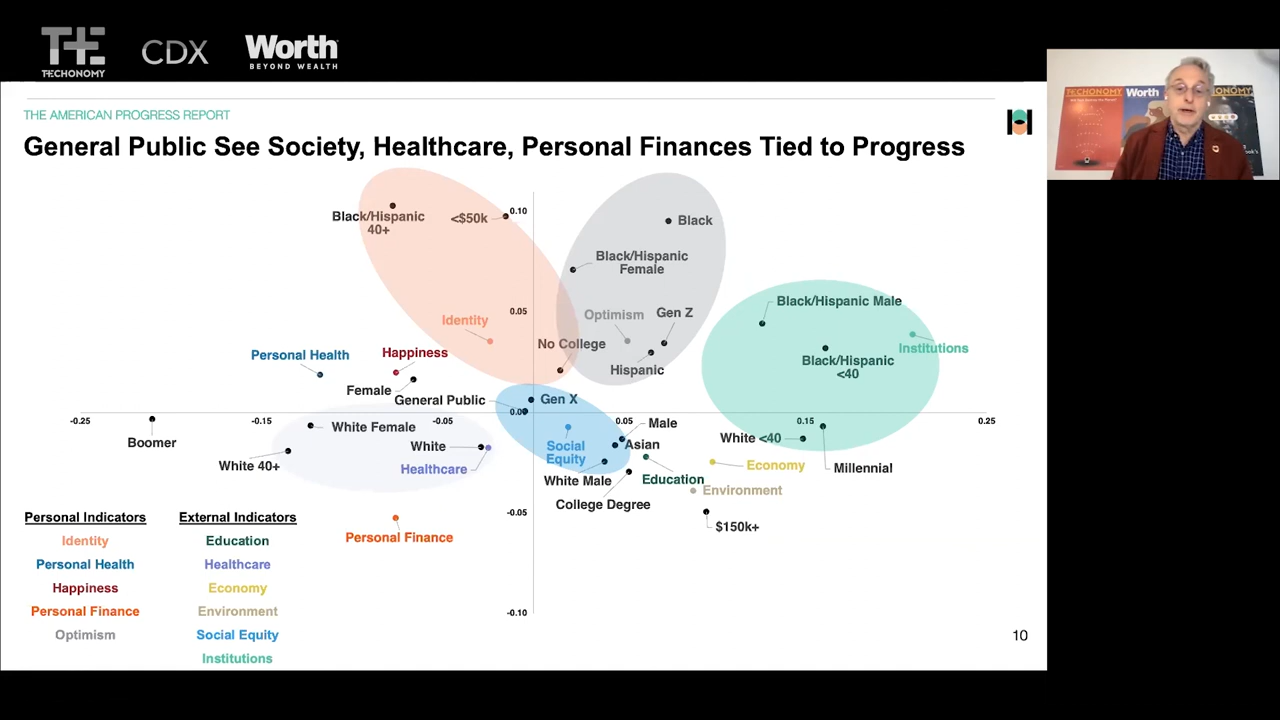 TE
TECHONOMY
CDX
Worth
BEYOND WEALTH
TECHONOMY
Worth
THE AMERICAN PROGRESS REPORT
General Public See Society, Healthcare, Personal Finances Tied to Progress
Black/Hispanic
40+
<$50k
0.10
Black
Black/Hispanic
Female
Black/Hispanic Male
0.05
Optimism
Gen Z
Identity
No College
Institutions
Personal Health
Happiness
Hispanic
Black/Hispanic
<40
Female
General Public
Gen X
0.00
-0.25
-0.15
-0.05
0.05
0.15
0.25
Boomer
White Female
Male
White
Social
Equity
Asian
White <40
White 40+
Healthcare
Economy
Millennial
White Male
Education
Environment
College Degree
-0.05
$150k+
Personal Finance
-0.10
Personal Indicators
Identity
Personal Health
Happiness
Personal Finance
Optimism
External Indicators
Education
Healthcare
Economy
Environment
Social Equity
Institutions
10